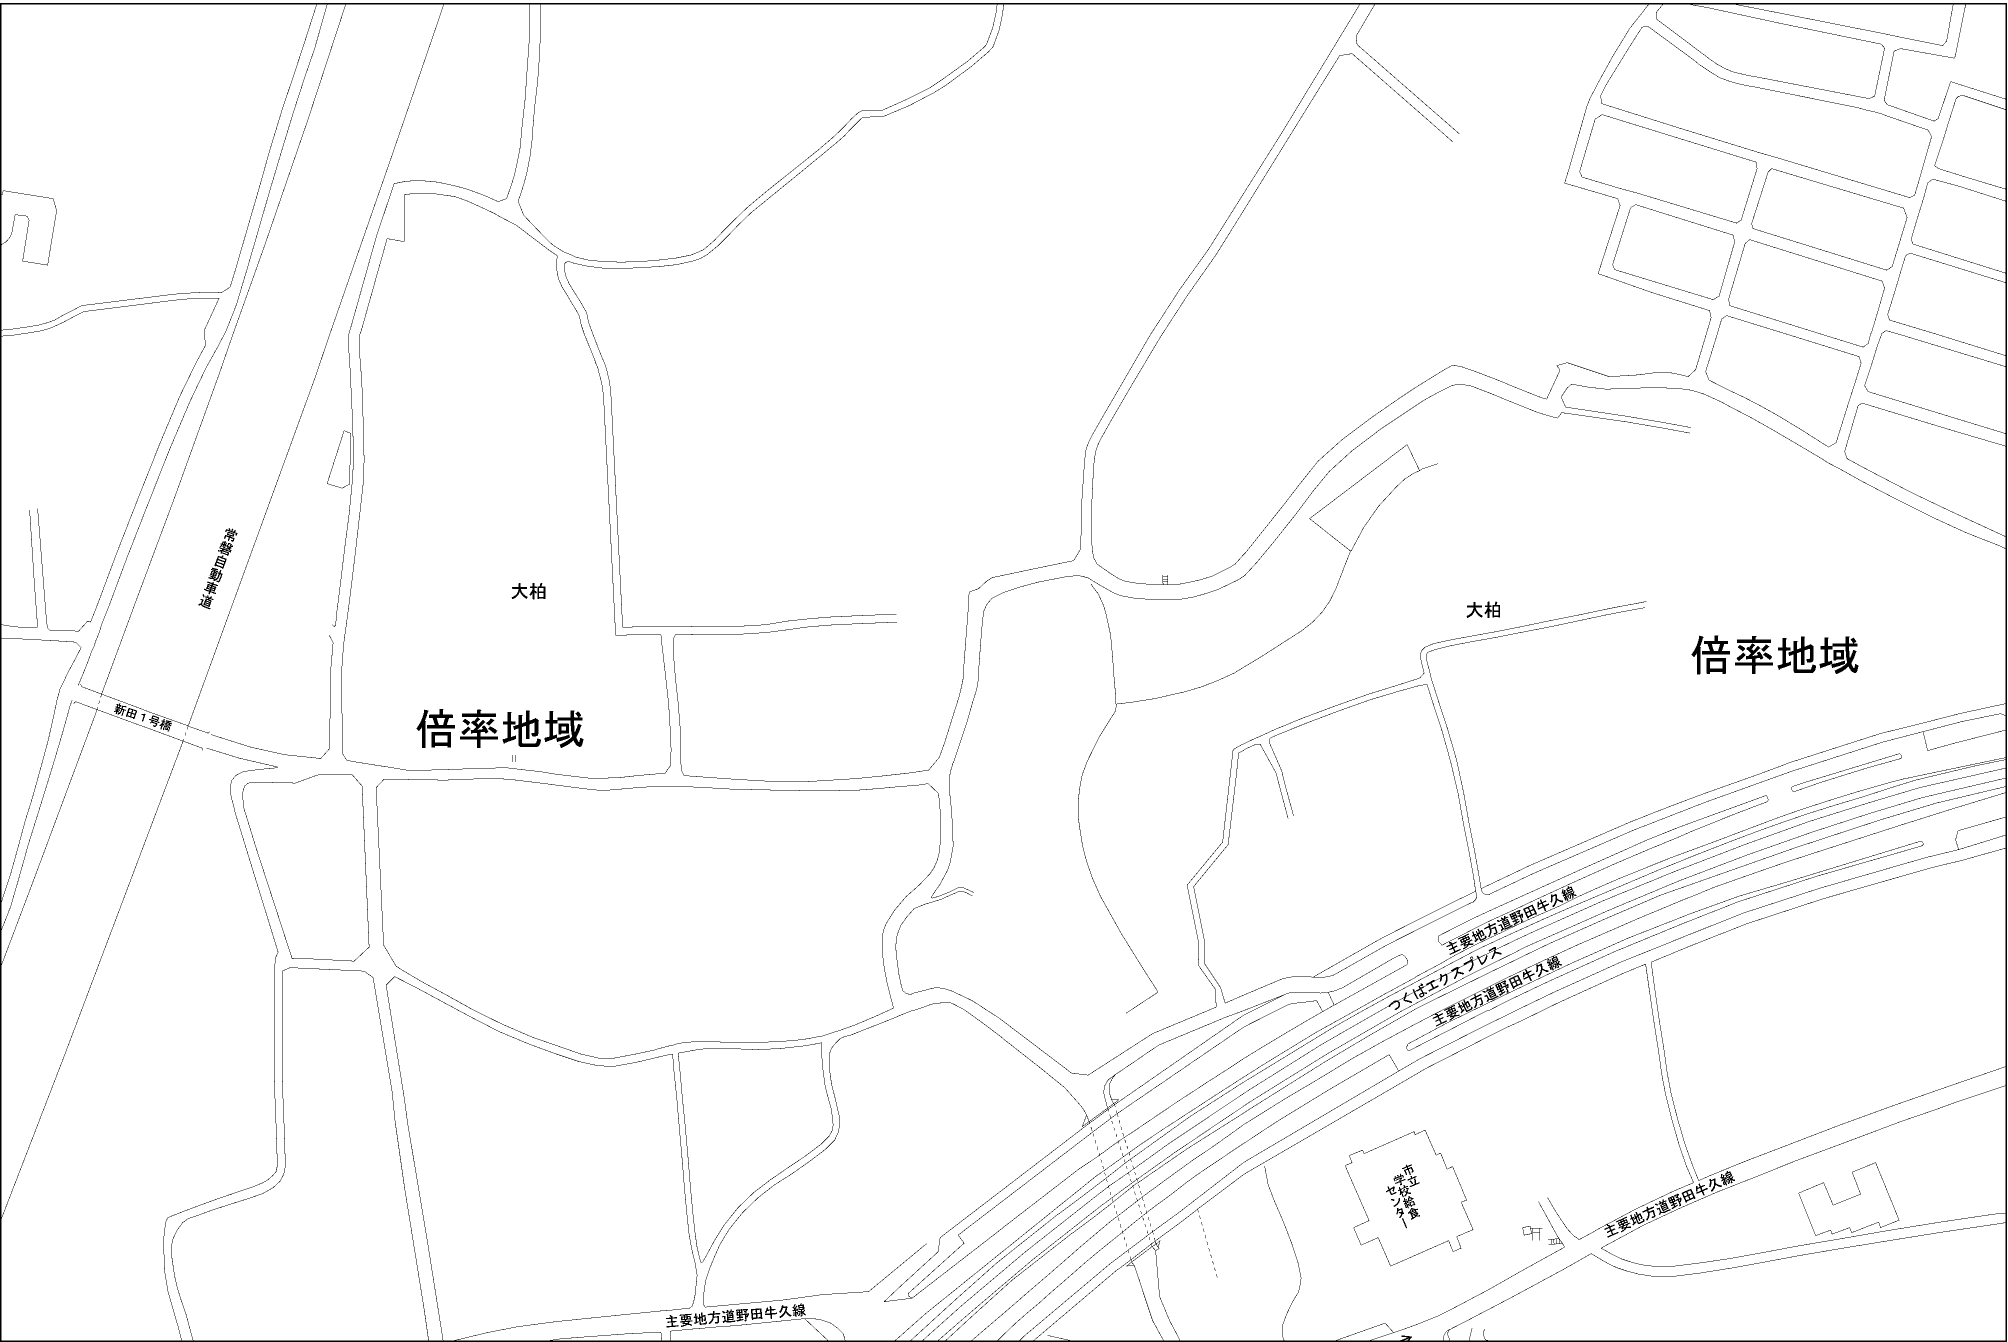 常磐自動車道
大柏
大柏
倍率地域
倍率地域
新田1号橋
主要地方道野田牛久線
つくばエクスプレス
主要地方道野田牛久線
市立
学校給食
センター
主要地方道野田牛久線
主要地方道野田牛久線